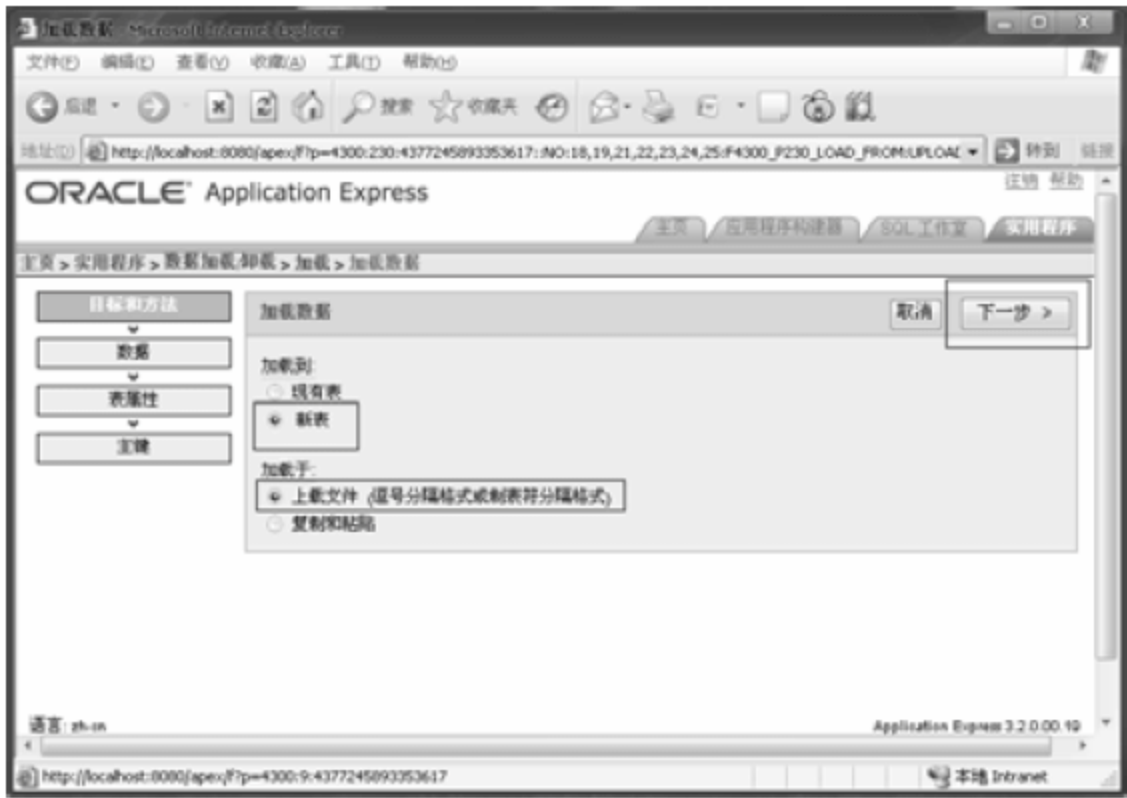 加载数据 - Microsoft Internet Explorer
文件(F) 编辑(E) 查看(V) 收藏(A) 工具(T) 帮助(H)
后退 搜索 收藏夹
地址(D) http://localhost:8080/apex/f?p=4300:230:4377245893353617::NO:18,19,21,22,23,24,25:F4300_P230_LOAD_FROM:UPLOAD 转到 链接
ORACLE Application Express
注销 帮助
主页 应用程序构建器 SQL 工作室 实用程序
主页 > 实用程序 > 数据加载/卸载 > 加载 > 加载数据
目标和方法
数据
表属性
主键
加载数据
取消 下一步 >
加载到:
现有表
新表
加载于:
上载文件 (逗号分隔格式或制表符分隔格式)
复制和粘贴
语言: zh-cn
Application Express 3.2.0.00.19
http://localhost:8080/apex/f?p=4300:9:4377245893353617
本地 Intranet